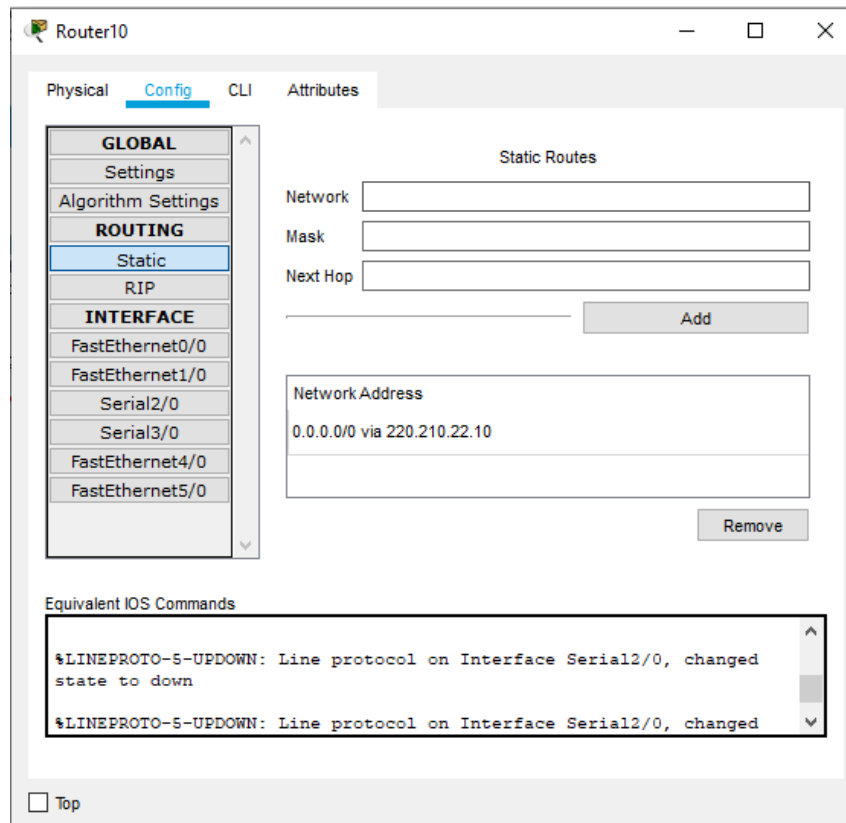 Router10
Physical
Config
CLI
Attributes
GLOBAL
Settings
Algorithm Settings
ROUTING
Static
RIP
INTERFACE
FastEthernet0/0
FastEthernet1/0
Serial2/0
Serial3/0
FastEthernet4/0
FastEthernet5/0
Static Routes
Network
Mask
Next Hop
Add
Network Address
0.0.0.0/0 via 220.210.22.10
Remove
Equivalent IOS Commands
%LINEPROTO-5-UPDOWN: Line protocol on Interface Serial2/0, changed
state to down
%LINEPROTO-5-UPDOWN: Line protocol on Interface Serial2/0, changed
Top